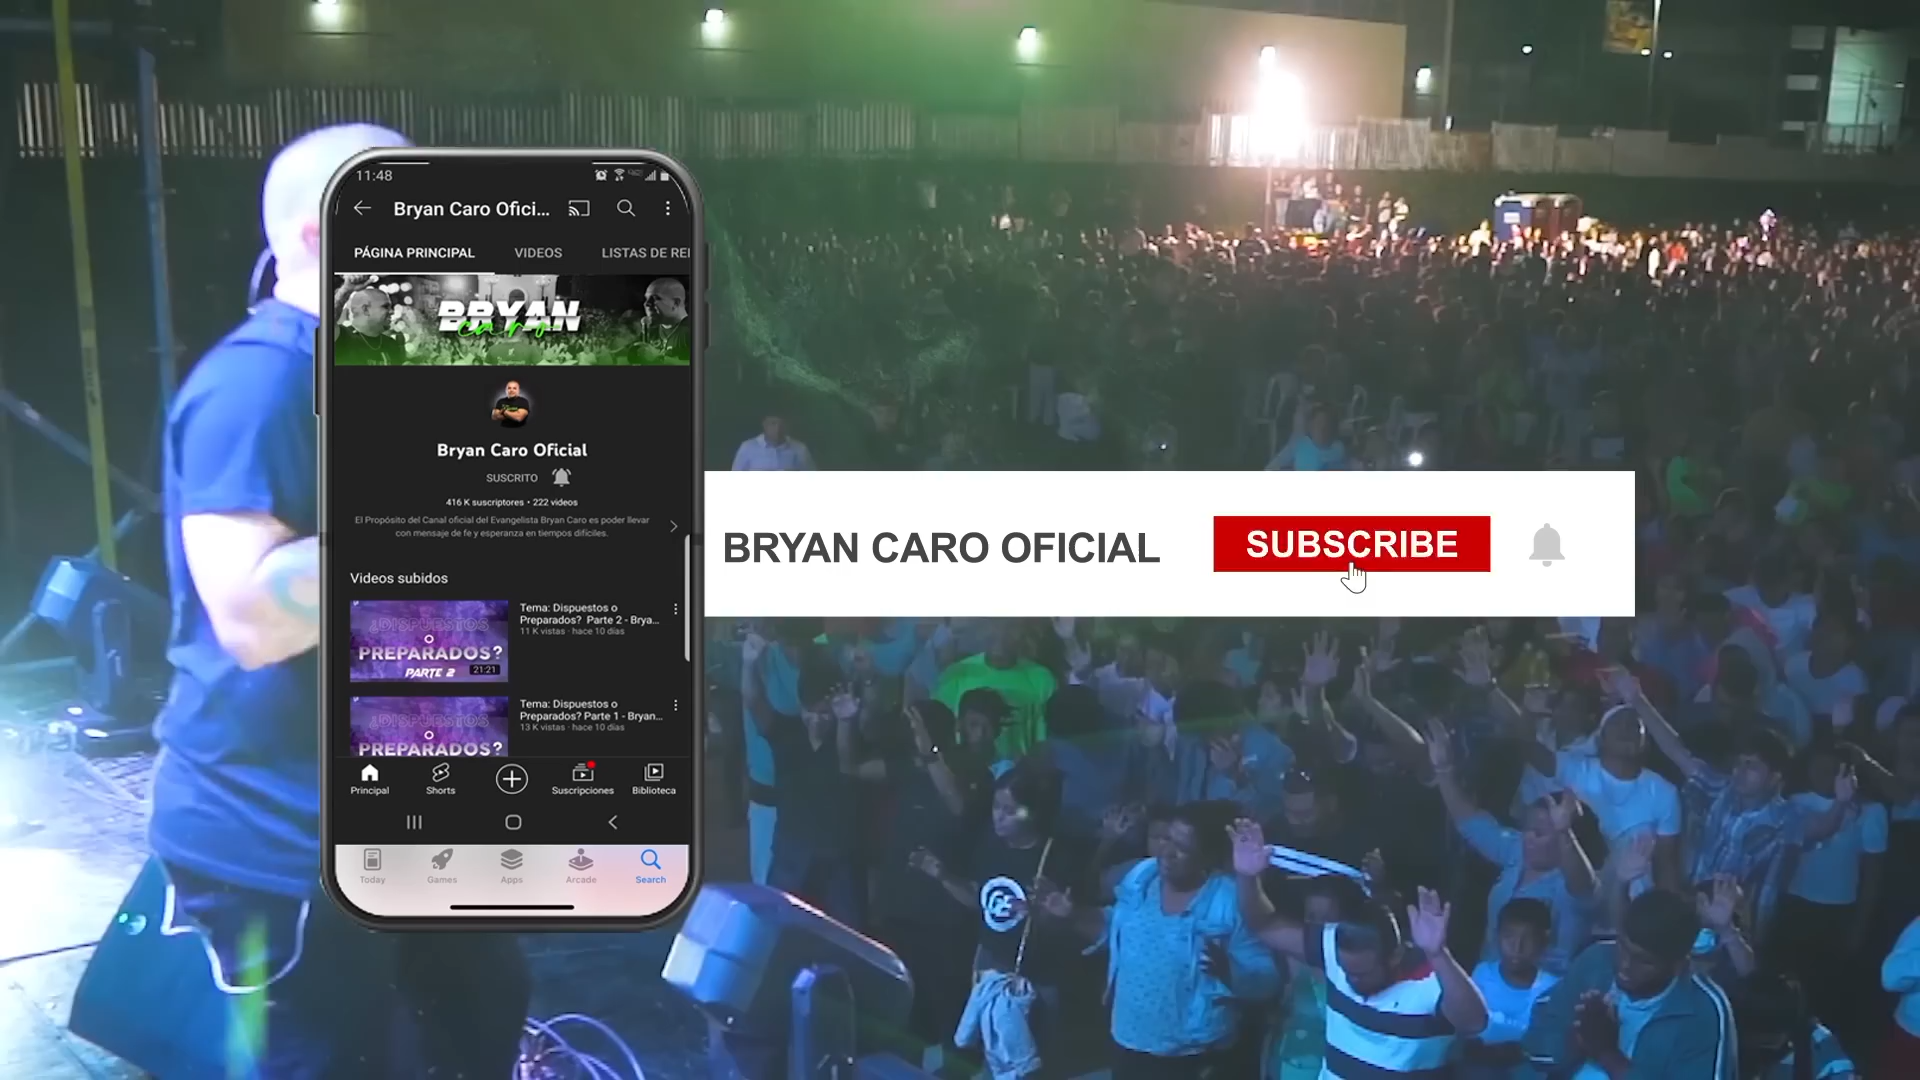 11:48
Bryan Caro Ofici...
PÁGINA PRINCIPAL VIDEOS LISTAS DE REI
BRYAN
caro
Bryan Caro Oficial
SUSCRITO
416 K suscriptores • 222 videos
El Propósito del Canal oficial del Evangelista Bryan Caro es poder llevar
con mensaje de fe y esperanza en tiempos difíciles.
Videos subidos
¿DISPUESTOS
O
PREPARADOS?
PARTE 2
21:21
Tema: Dispuestos o
Preparados? Parte 2 - Brya...
11 K vistas · hace 10 días
¿DISPUESTOS
O
PREPARADOS?
Tema: Dispuestos o
Preparados? Parte 1 - Bryan...
13 K vistas · hace 10 días
Principal Shorts Suscripciones Biblioteca
Today Games Apps Arcade Search
BRYAN CARO OFICIAL
SUBSCRIBE